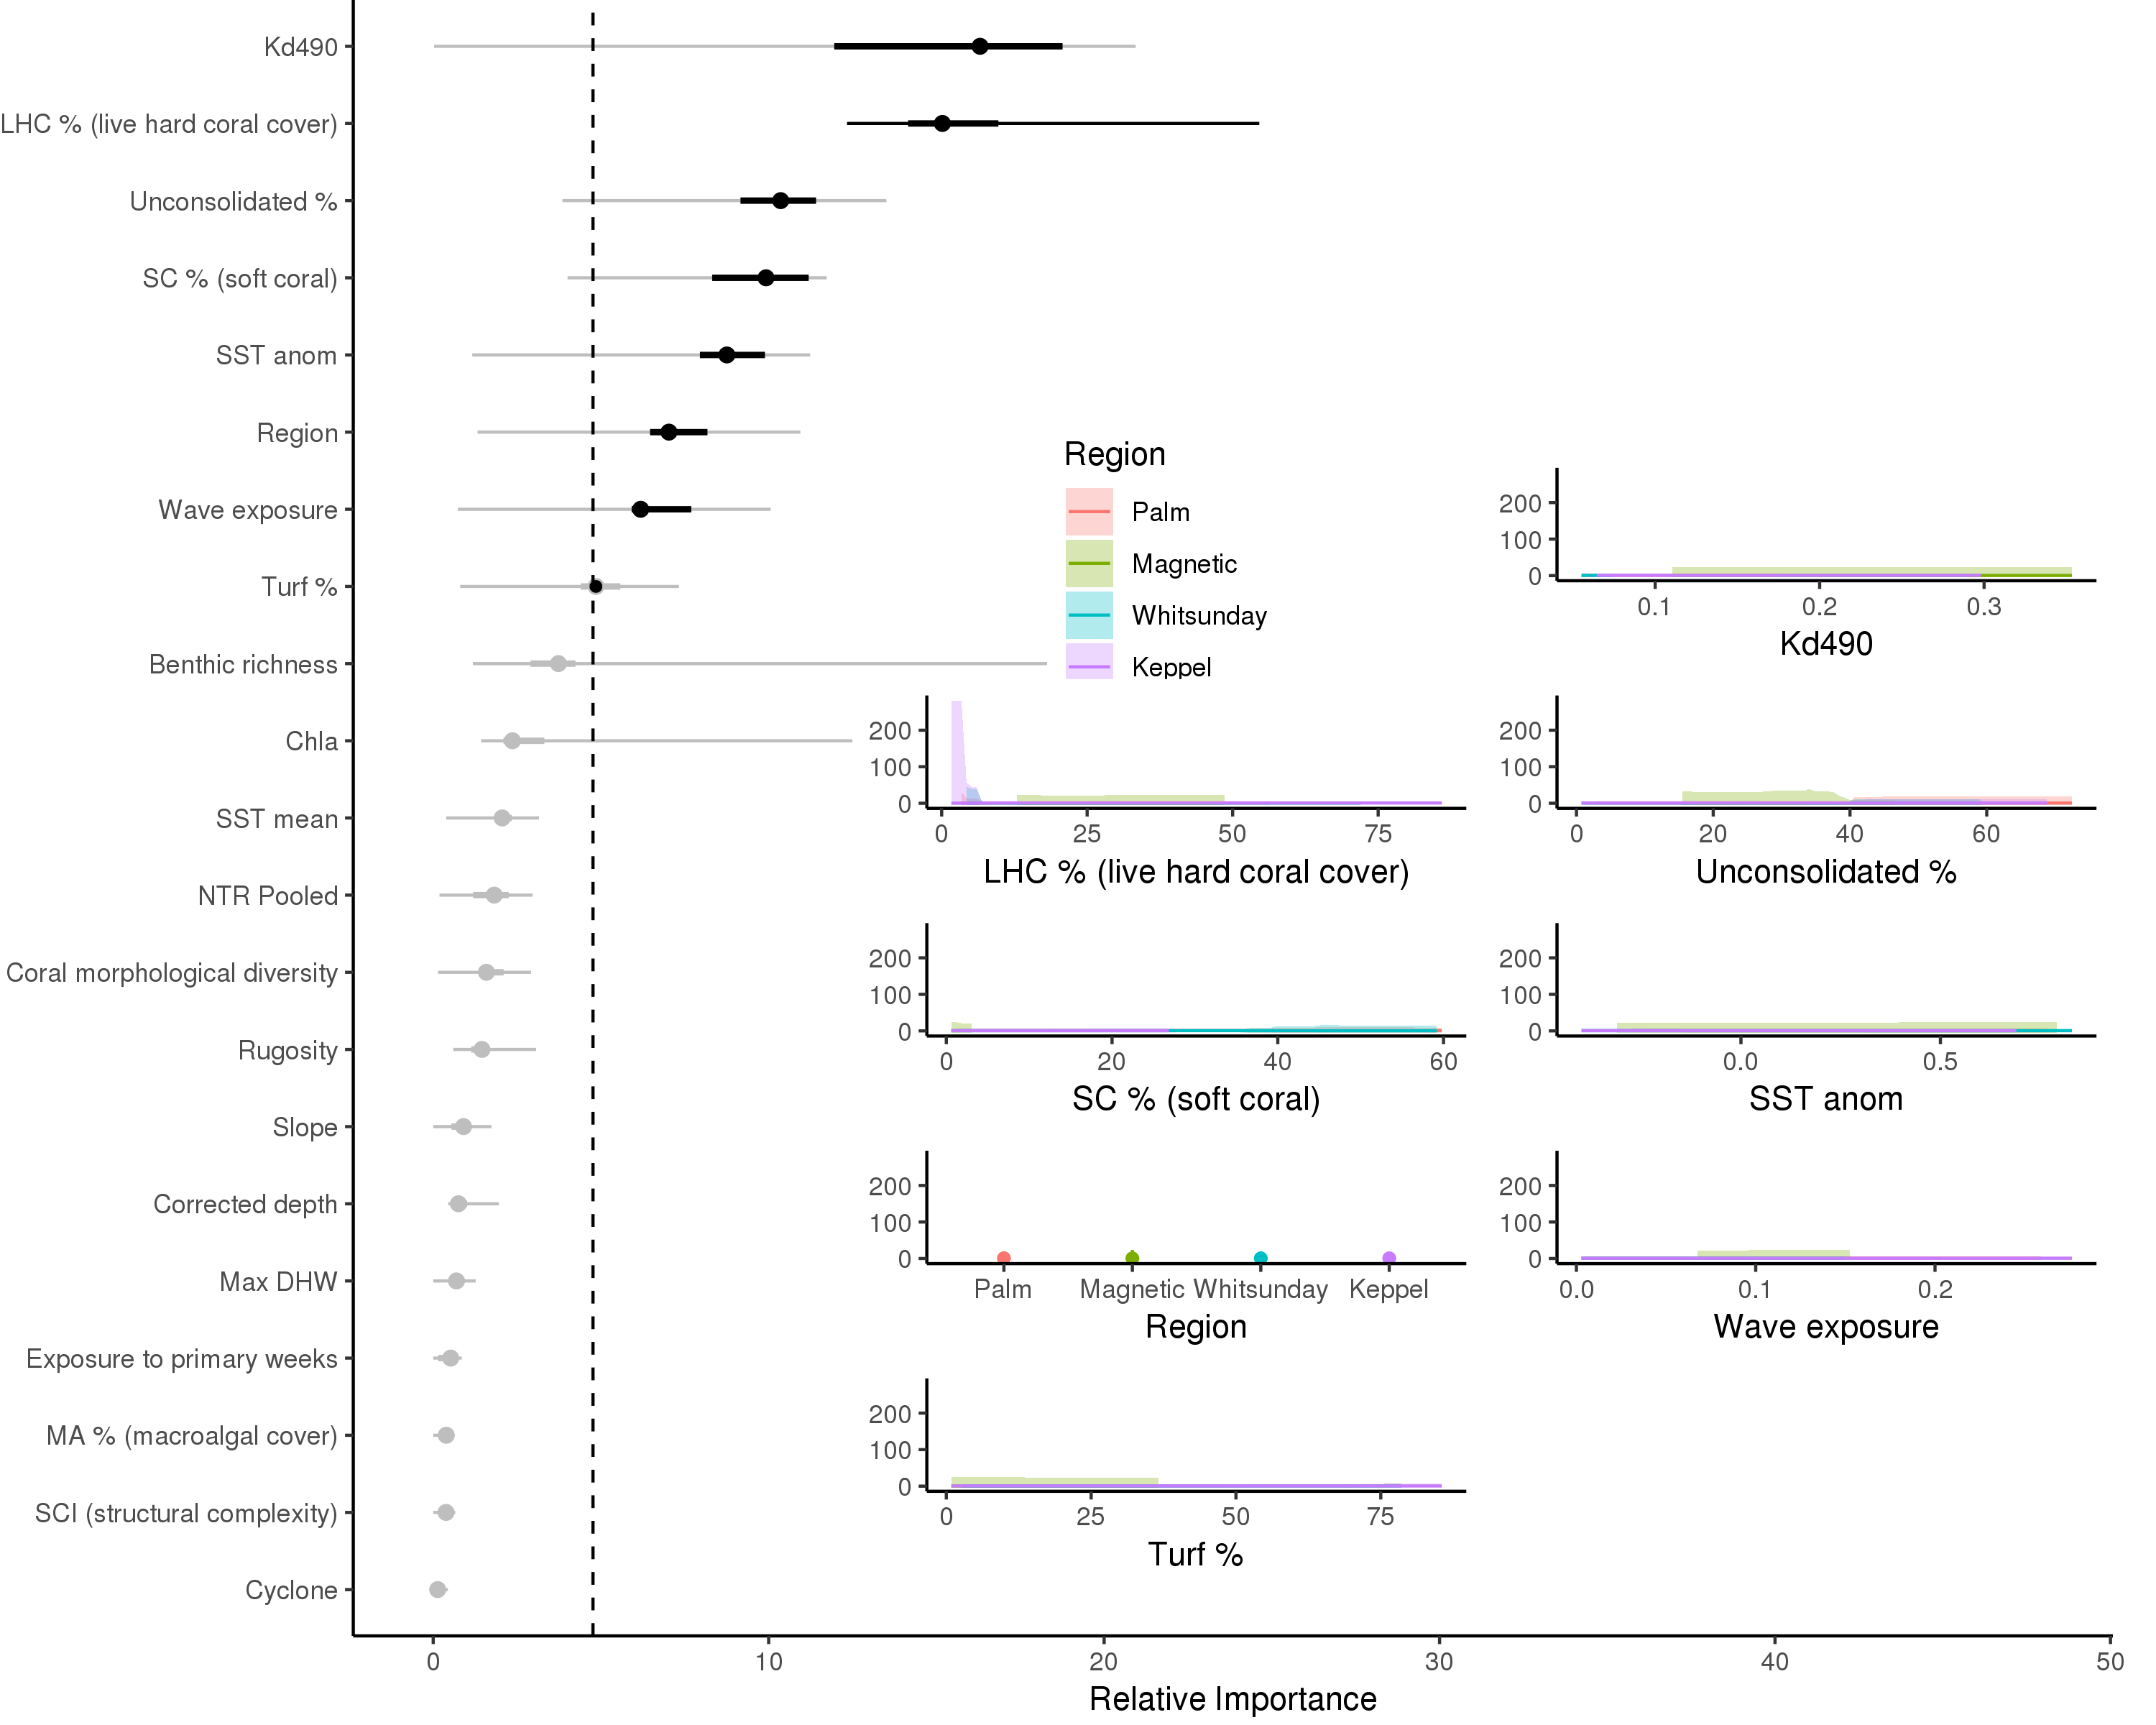 Kd490
LHC % (live hard coral cover)
Unconsolidated %
SC % (soft coral)
SST anom
Region
Wave exposure
Turf %
Benthic richness
Chla
SST mean
NTR Pooled
Coral morphological diversity
Rugosity
Slope
Corrected depth
Max DHW
Exposure to primary weeks
MA % (macroalgal cover)
SCI (structural complexity)
Cyclone
0 10 20 30 40 50
Relative Importance
Region
Palm
Magnetic
Whitsunday
Keppel
200
100
0
0.1 0.2 0.3
Kd490
200
100
0
0 25 50 75
LHC % (live hard coral cover)
200
100
0
0 20 40 60
Unconsolidated %
200
100
0
0 20 40 60
SC % (soft coral)
200
100
0
0.0 0.5
SST anom
200
100
0
Palm Magnetic Whitsunday Keppel
Region
200
100
0
0.0 0.1 0.2
Wave exposure
200
100
0
0 25 50 75
Turf %